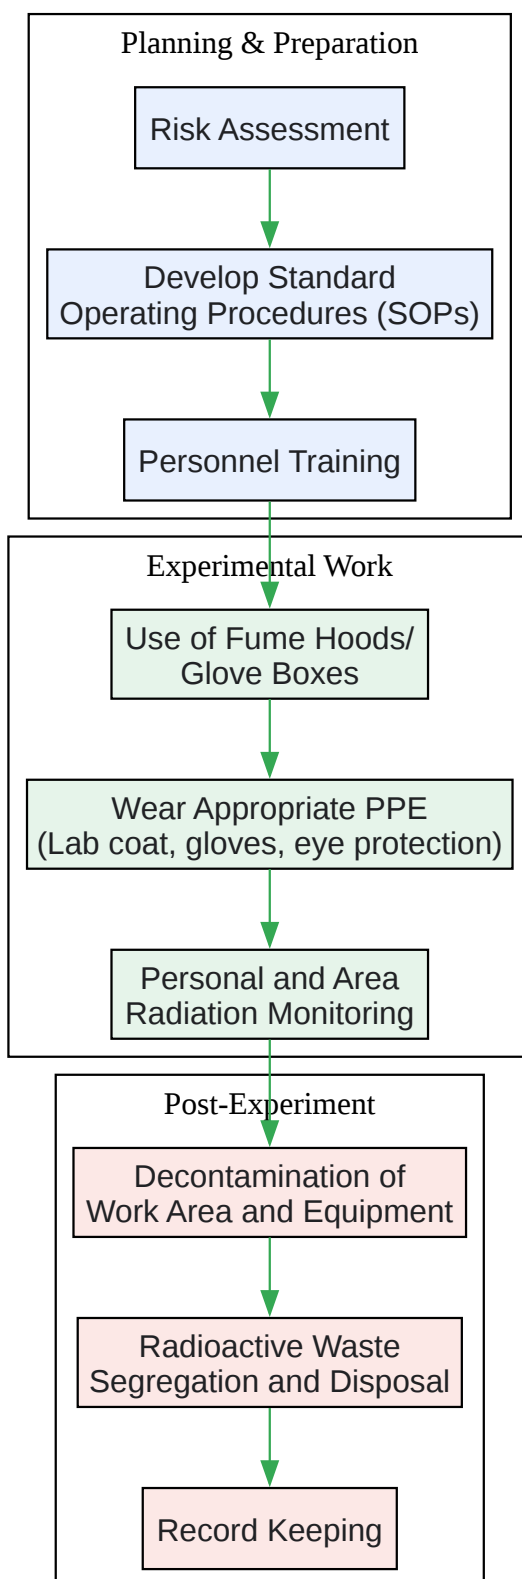 Planning & Preparation
Risk Assessment
Develop Standard
Operating Procedures (SOPs)
Personnel Training
Experimental Work
Use of Fume Hoods/
Glove Boxes
Wear Appropriate PPE
(Lab coat, gloves, eye protection)
Personal and Area
Radiation Monitoring
Post-Experiment
Decontamination of
Work Area and Equipment
Radioactive Waste
Segregation and Disposal
Record Keeping